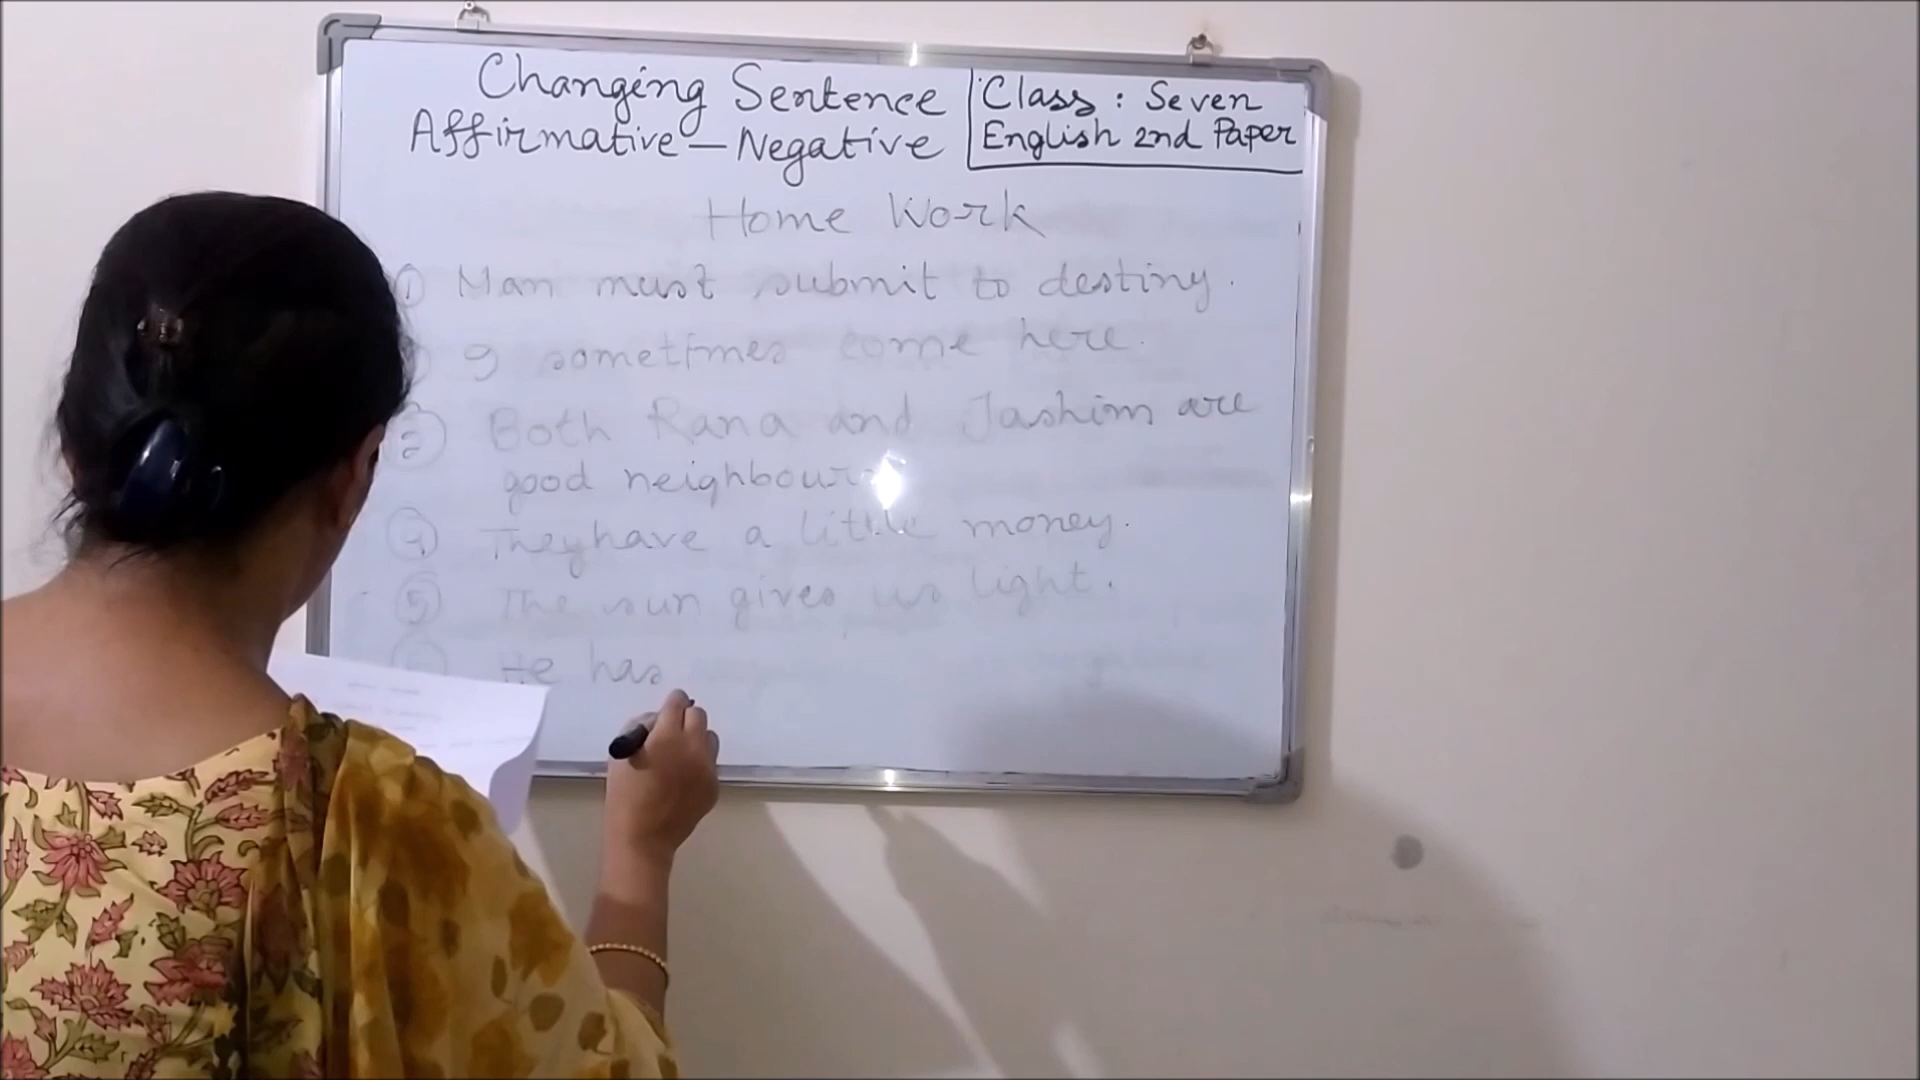 Changing Sentence
Affirmative — Negative
Class : Seven
English 2nd Paper
Home Work
① Man must submit to destiny.
I sometimes come here.
Both Rana and Jashim are
good neighbours
④ They have a little money.
⑤ The sun gives us light.
He has